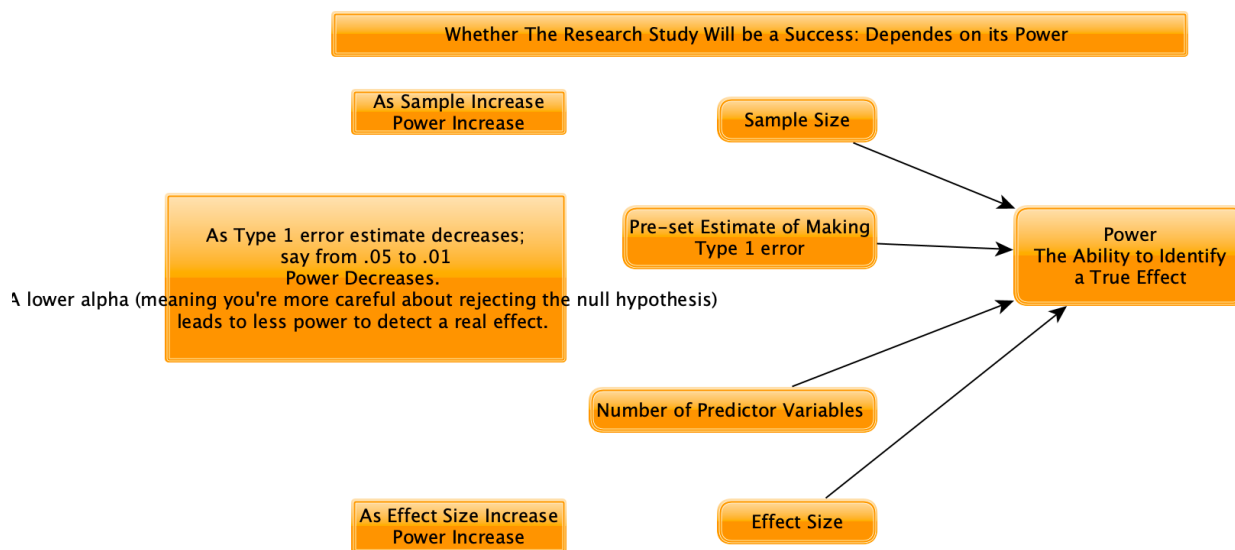 Whether The Research Study Will be a Success: Dependes on its Power
As Sample Increase
Power Increase
Sample Size
As Type 1 error estimate decreases;
say from .05 to .01
Power Decreases.
A lower alpha (meaning you're more careful about rejecting the null hypothesis)
leads to less power to detect a real effect.
Pre-set Estimate of Making
Type 1 error
Power
The Ability to Identify
a True Effect
Number of Predictor Variables
As Effect Size Increase
Power Increase
Effect Size